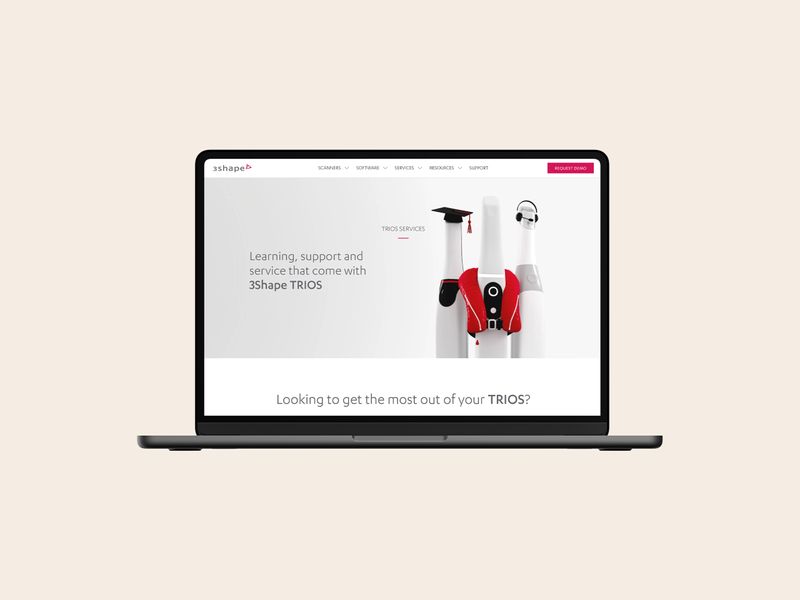 3shape
SCANNERS SOFTWARE SERVICES RESOURCES SUPPORT
REQUEST DEMO
TRIOS SERVICES
Learning, support and
service that come with
3Shape TRIOS
Looking to get the most out of your TRIOS?